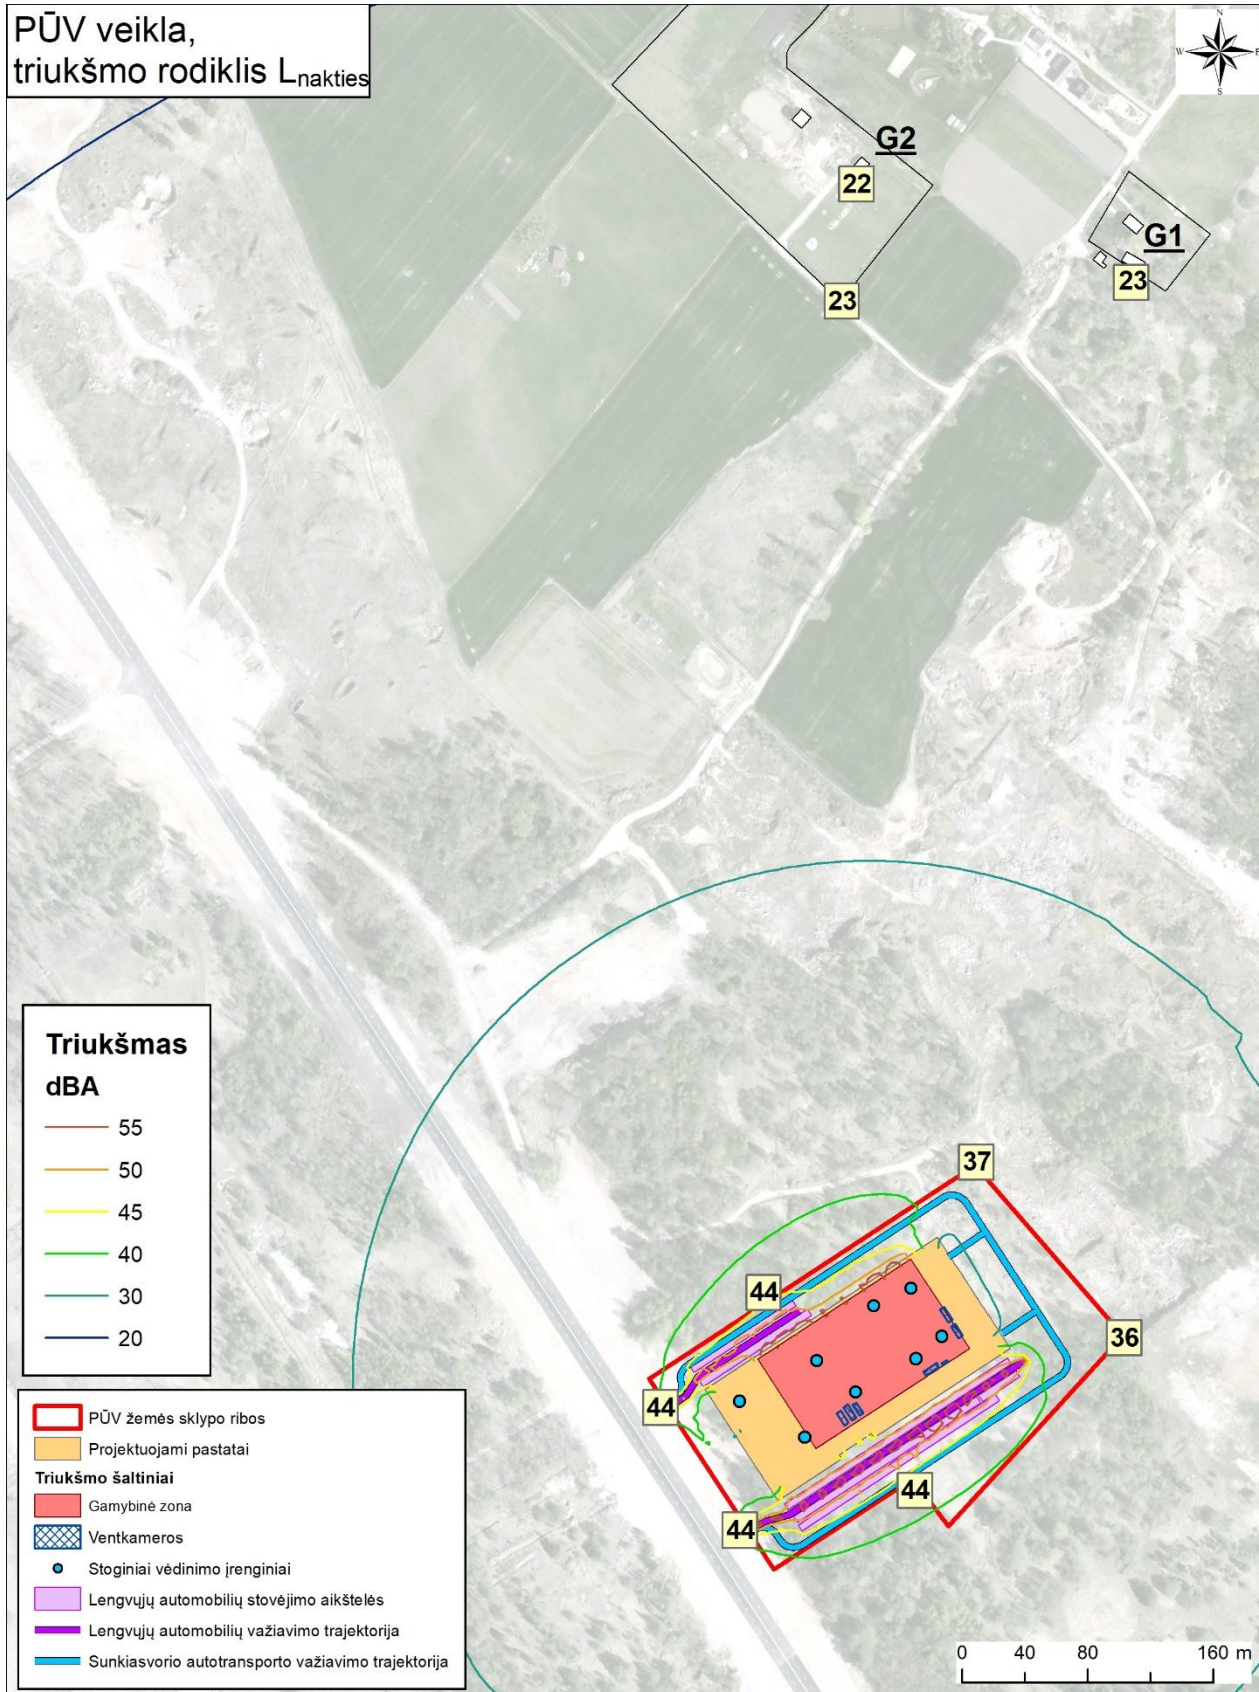 PŪV veikla,
triukšmo rodiklis Lnakties
N
W
E
S
G2
22
G1
23
23
Triukšmas
dBA
55
50
45
40
30
20
37
44
36
44
44
44
PŪV žemės sklypo ribos
Projektuojami pastatai
Triukšmo šaltiniai
Gamybinė zona
Ventkameros
Stoginiai vėdinimo įrenginiai
Lengvųjų automobilių stovėjimo aikštelės
Lengvųjų automobilių važiavimo trajektorija
Sunkiasvorio autotransporto važiavimo trajektorija
0 40 80 160 m